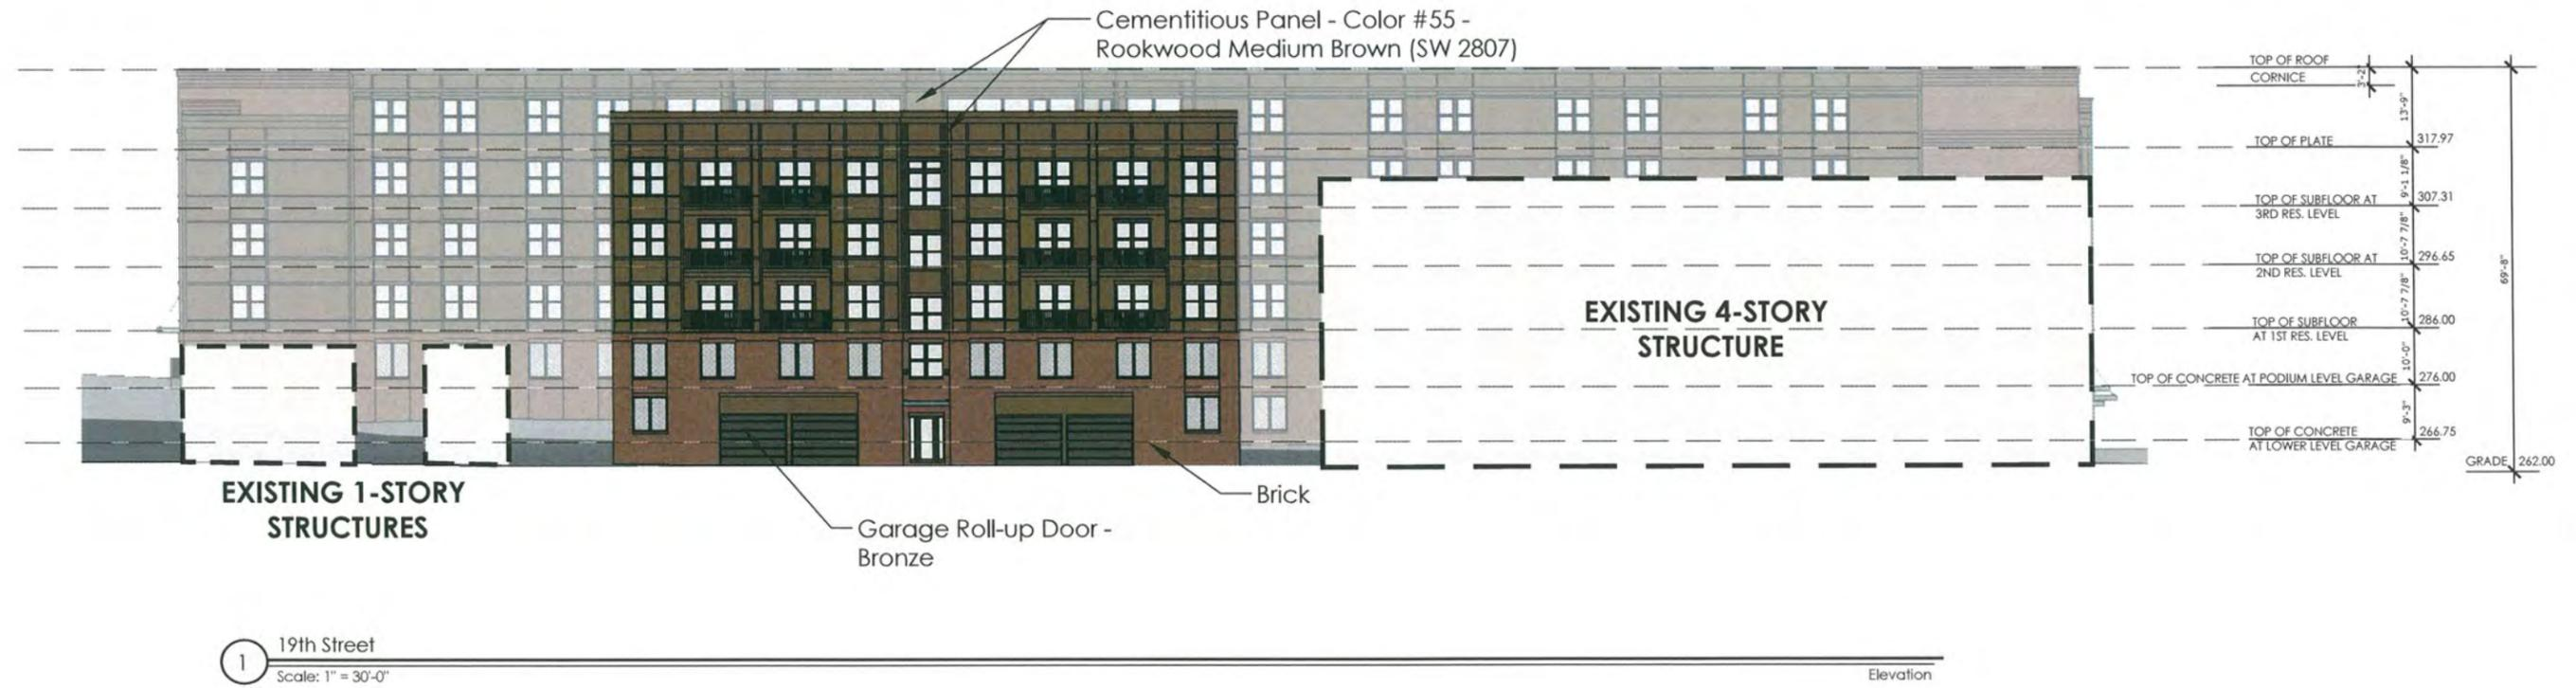 Cementitious Panel - Color #55 -
Rookwood Medium Brown (SW 2807)
TOP OF ROOF
CORNICE
3'-2"
13'-9"
TOP OF PLATE
317.97
9'-1 1/8"
TOP OF SUBFLOOR AT
3RD RES. LEVEL
307.31
10'-7 7/8"
TOP OF SUBFLOOR AT
2ND RES. LEVEL
296.65
10'-7 7/8"
69'-8"
EXISTING 4-STORY
STRUCTURE
TOP OF SUBFLOOR
AT 1ST RES. LEVEL
286.00
10'-0"
TOP OF CONCRETE AT PODIUM LEVEL GARAGE
276.00
9'-3"
TOP OF CONCRETE
AT LOWER LEVEL GARAGE
266.75
GRADE
262.00
EXISTING 1-STORY
STRUCTURES
Brick
Garage Roll-up Door -
Bronze
1
19th Street
Scale: 1" = 30'-0"
Elevation